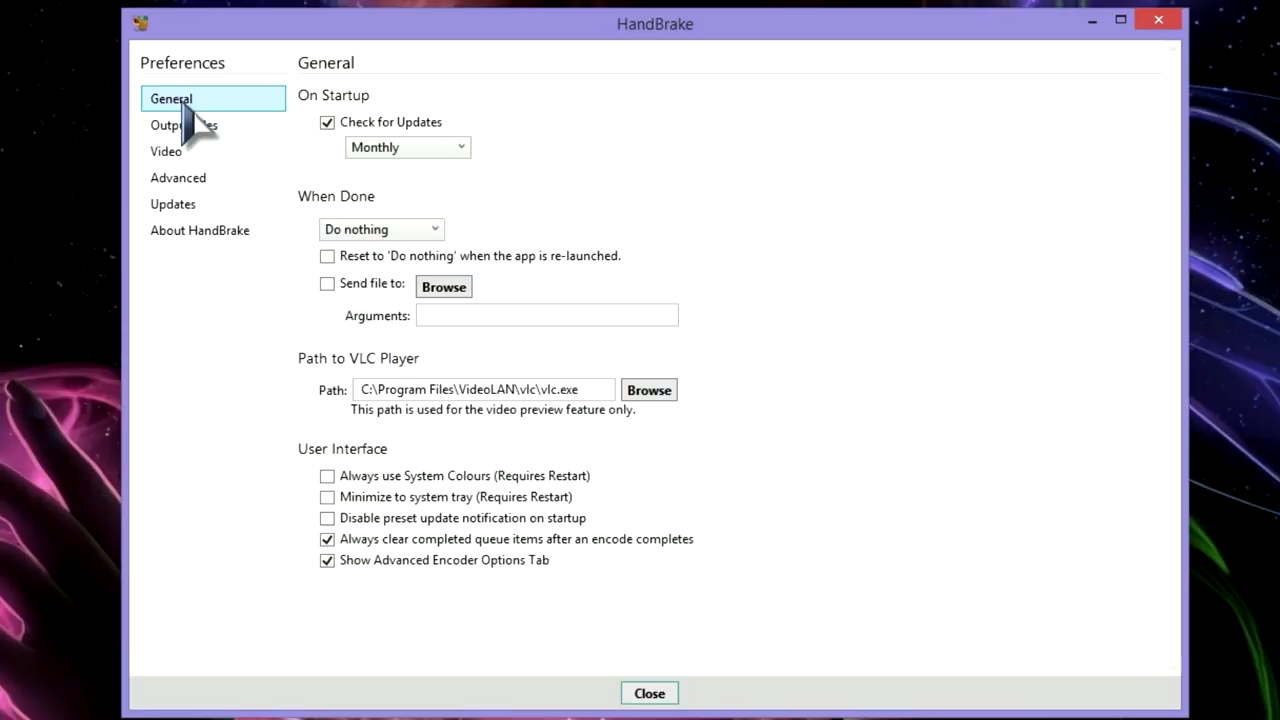 HandBrake
Preferences
General
Output
Video
Advanced
Updates
About HandBrake
General
On Startup
Check for Updates
Monthly
When Done
Do nothing
Reset to 'Do nothing' when the app is re-launched.
Send file to:
Browse
Arguments:
Path to VLC Player
Path:
C:\Program Files\VideoLAN\vlc\vlc.exe
Browse
This path is used for the video preview feature only.
User Interface
Always use System Colours (Requires Restart)
Minimize to system tray (Requires Restart)
Disable preset update notification on startup
Always clear completed queue items after an encode completes
Show Advanced Encoder Options Tab
Close